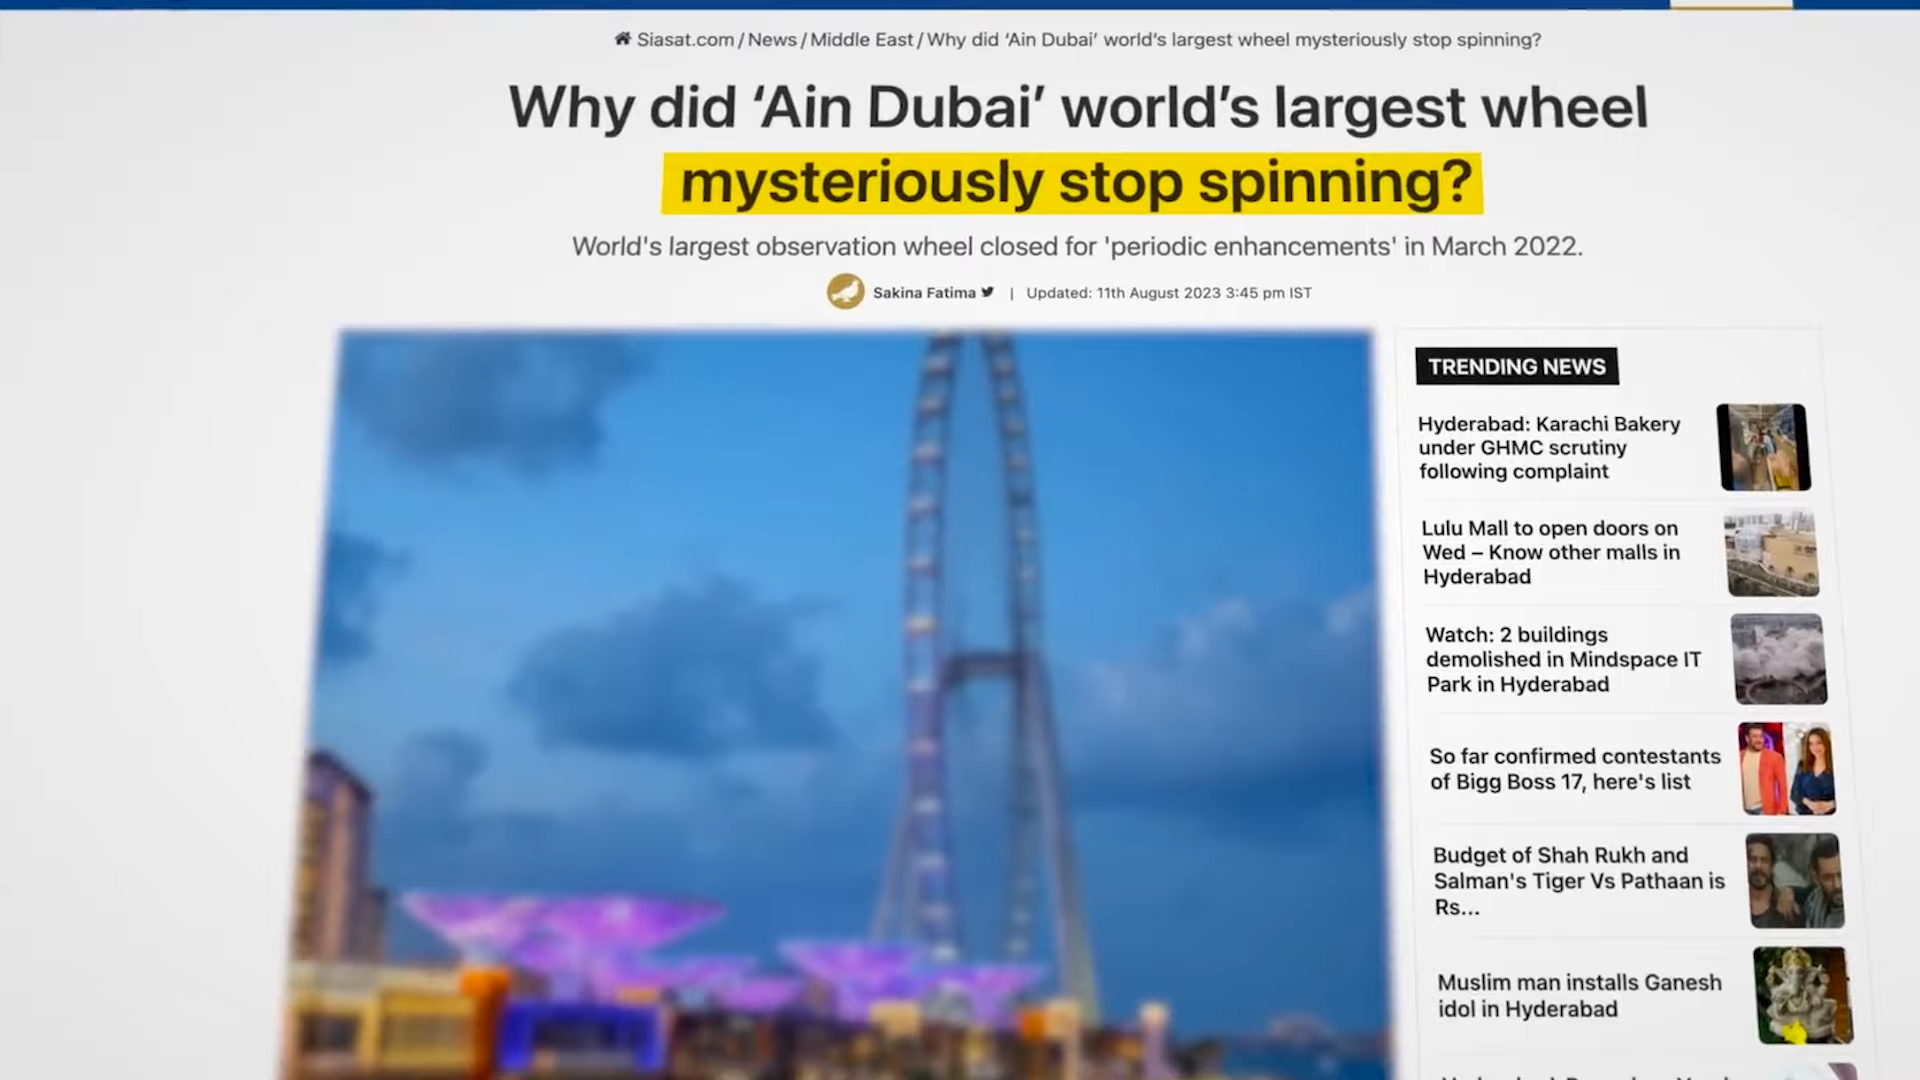 Siasat.com / News / Middle East / Why did ‘Ain Dubai’ world’s largest wheel mysteriously stop spinning?
Why did ‘Ain Dubai’ world’s largest wheel
mysteriously stop spinning?
World's largest observation wheel closed for 'periodic enhancements' in March 2022.
Sakina Fatima | Updated: 11th August 2023 3:45 pm IST
TRENDING NEWS
Hyderabad: Karachi Bakery
under GHMC scrutiny
following complaint
Lulu Mall to open doors on
Wed – Know other malls in
Hyderabad
Watch: 2 buildings
demolished in Mindspace IT
Park in Hyderabad
So far confirmed contestants
of Bigg Boss 17, here's list
Budget of Shah Rukh and
Salman's Tiger Vs Pathaan is
Rs...
Muslim man installs Ganesh
idol in Hyderabad